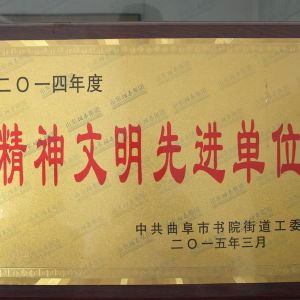 二〇一四年度
精神文明先进单位
中共曲阜市书院街道工委
二〇一五年三月